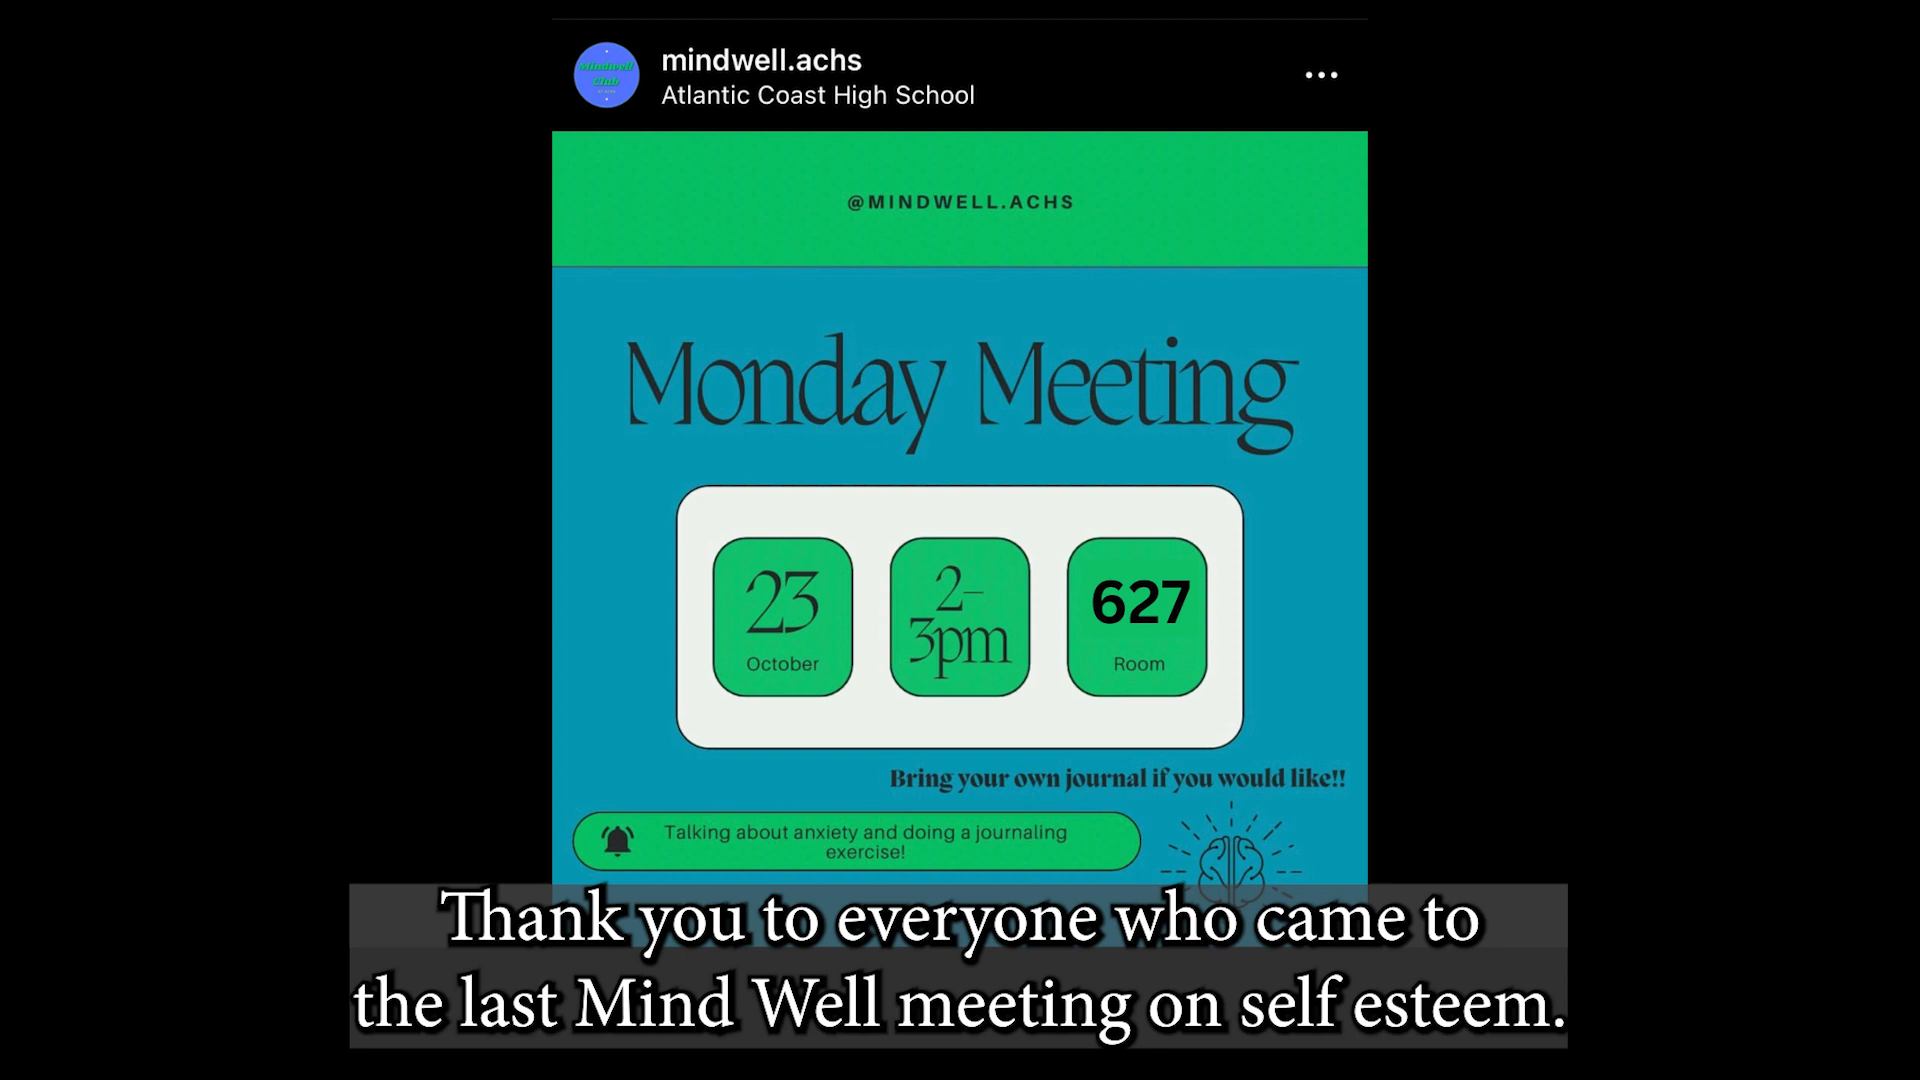 Mindwell
Club
mindwell.achs
Atlantic Coast High School
@MINDWELL.ACHS
Monday Meeting
23
October
2-
3pm
627
Room
Bring your own journal if you would like!!
Talking about anxiety and doing a journaling
exercise!
Thank you to everyone who came to
the last Mind Well meeting on self esteem.